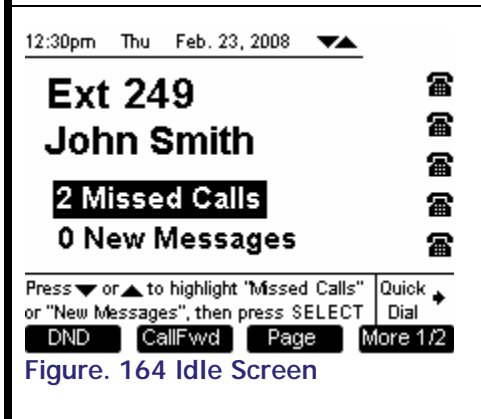 12:30pm Thu Feb. 23, 2008 ▼▲
Ext 249
John Smith
2 Missed Calls
0 New Messages
Press ▼ or ▲ to highlight "Missed Calls"
or "New Messages", then press SELECT
Quick
Dial
DND CallFwd Page More 1/2
Figure. 164 Idle Screen